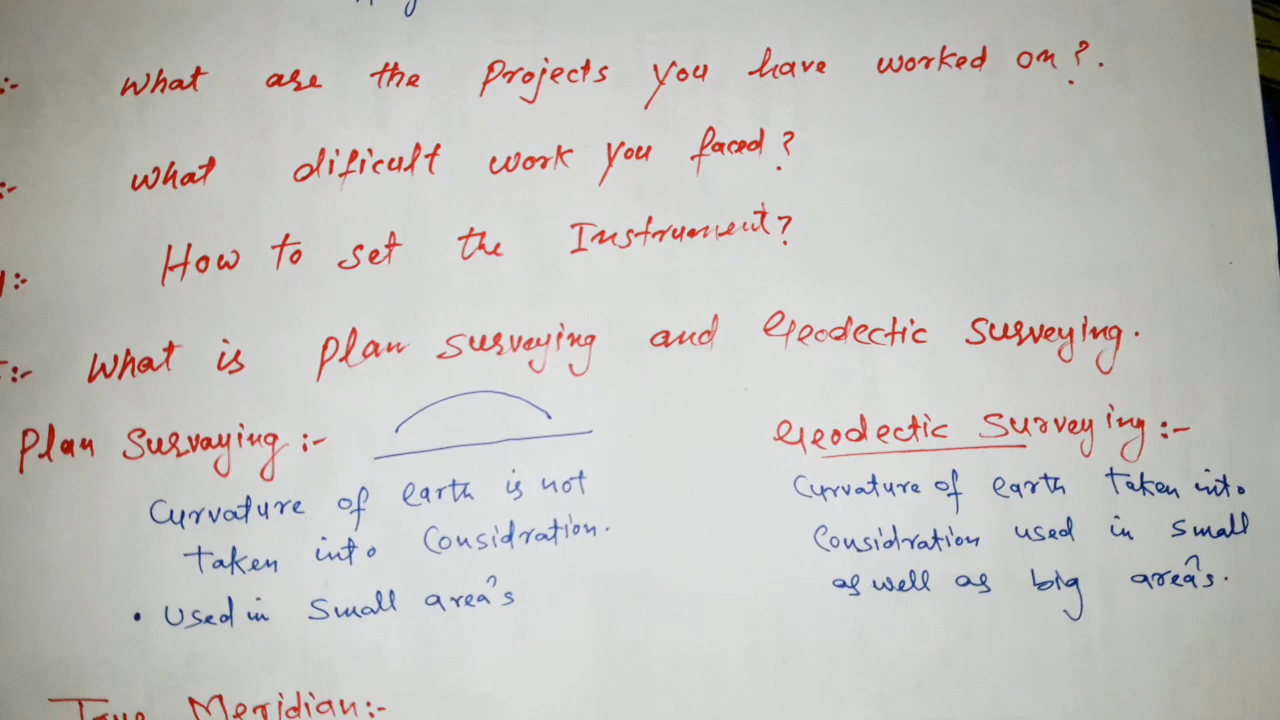 :- What are the Projects you have worked on?.
:- What dificult work you faced?
:- How to set the Instrument?
:- What is Plan Surveying and Geodectic Surveying.
Plan Survaying :-
Curvature of earth is not
taken into Considration.
• Used in Small area's
Geodectic Surveying :-
Curvature of earth taken into
Considration used in small
as well as big area's.
True Meridian:-